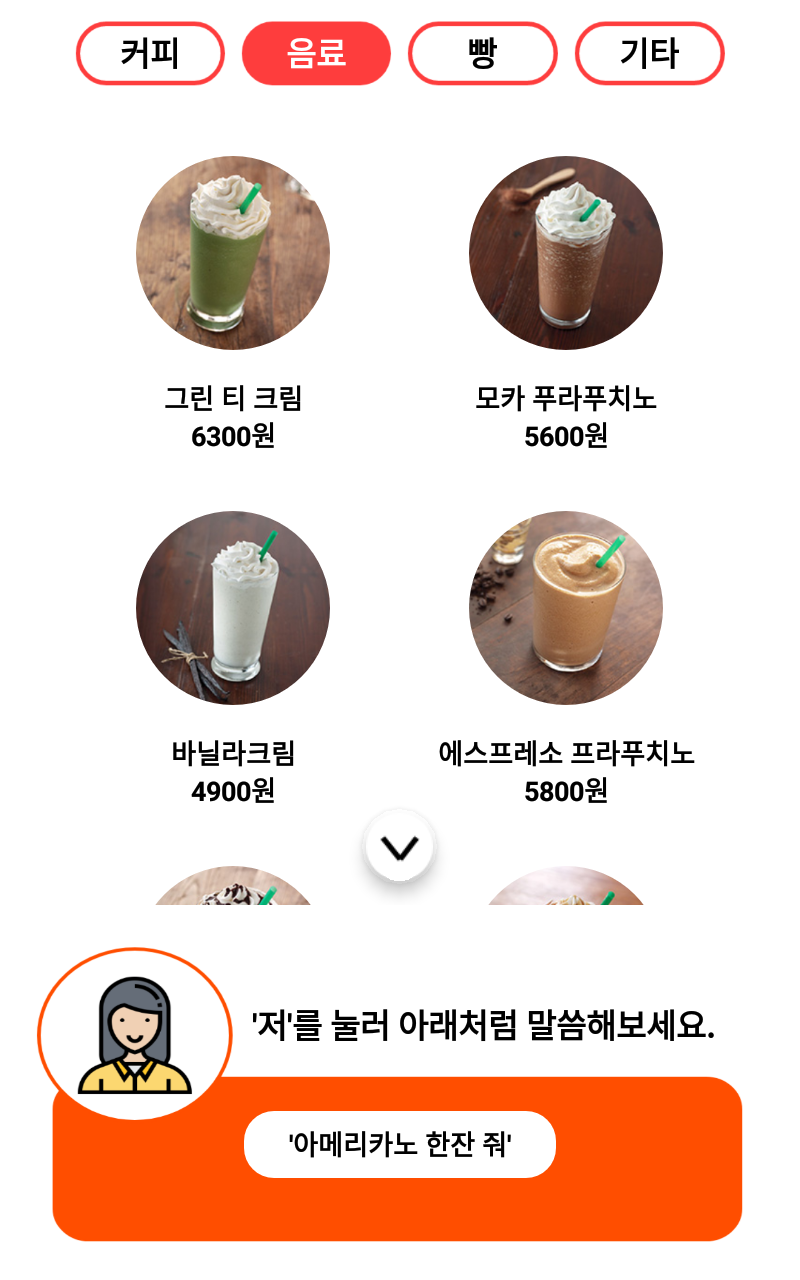 커피
음료
빵
기타
그린 티 크림
6300원
모카 푸라푸치노
5600원
바닐라크림
4900원
에스프레소 프라푸치노
5800원
'저'를 눌러 아래처럼 말씀해보세요.
'아메리카노 한잔 줘'